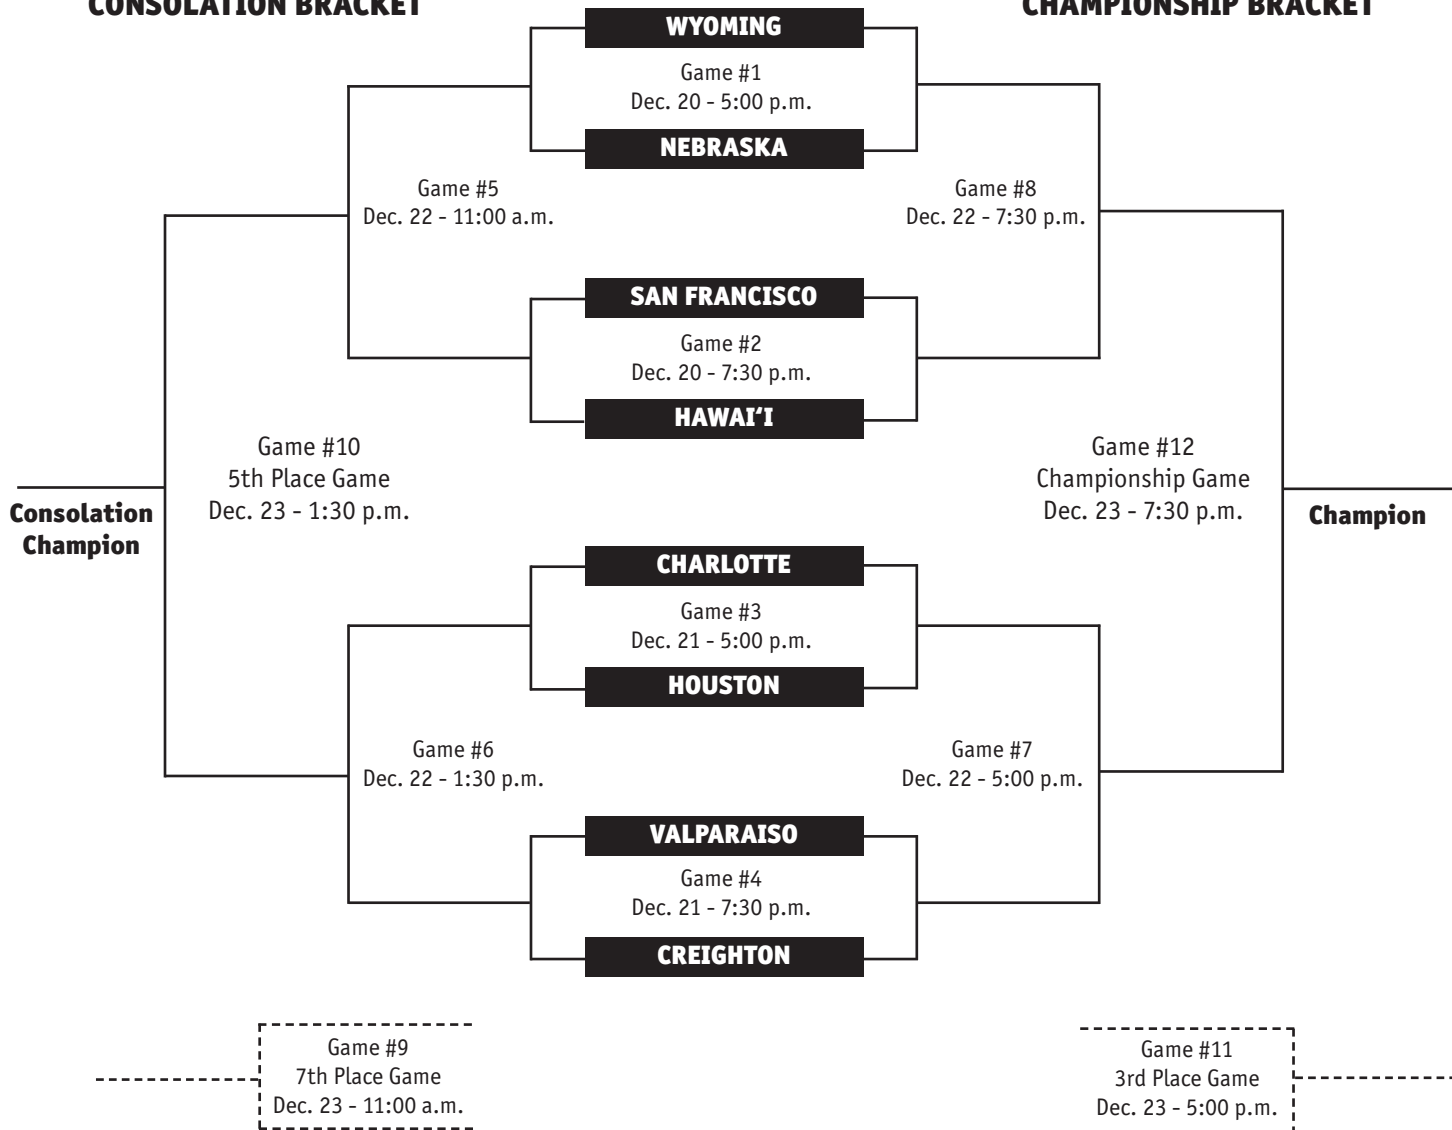 CONSOLATION BRACKET
CHAMPIONSHIP BRACKET
WYOMING
Game #1
Dec. 20 - 5:00 p.m.
NEBRASKA
Game #5
Dec. 22 - 11:00 a.m.
Game #8
Dec. 22 - 7:30 p.m.
SAN FRANCISCO
Game #2
Dec. 20 - 7:30 p.m.
HAWAI‘I
Game #10
5th Place Game
Dec. 23 - 1:30 p.m.
Game #12
Championship Game
Dec. 23 - 7:30 p.m.
Consolation
Champion
Champion
CHARLOTTE
Game #3
Dec. 21 - 5:00 p.m.
HOUSTON
Game #6
Dec. 22 - 1:30 p.m.
Game #7
Dec. 22 - 5:00 p.m.
VALPARAISO
Game #4
Dec. 21 - 7:30 p.m.
CREIGHTON
Game #9
7th Place Game
Dec. 23 - 11:00 a.m.
Game #11
3rd Place Game
Dec. 23 - 5:00 p.m.